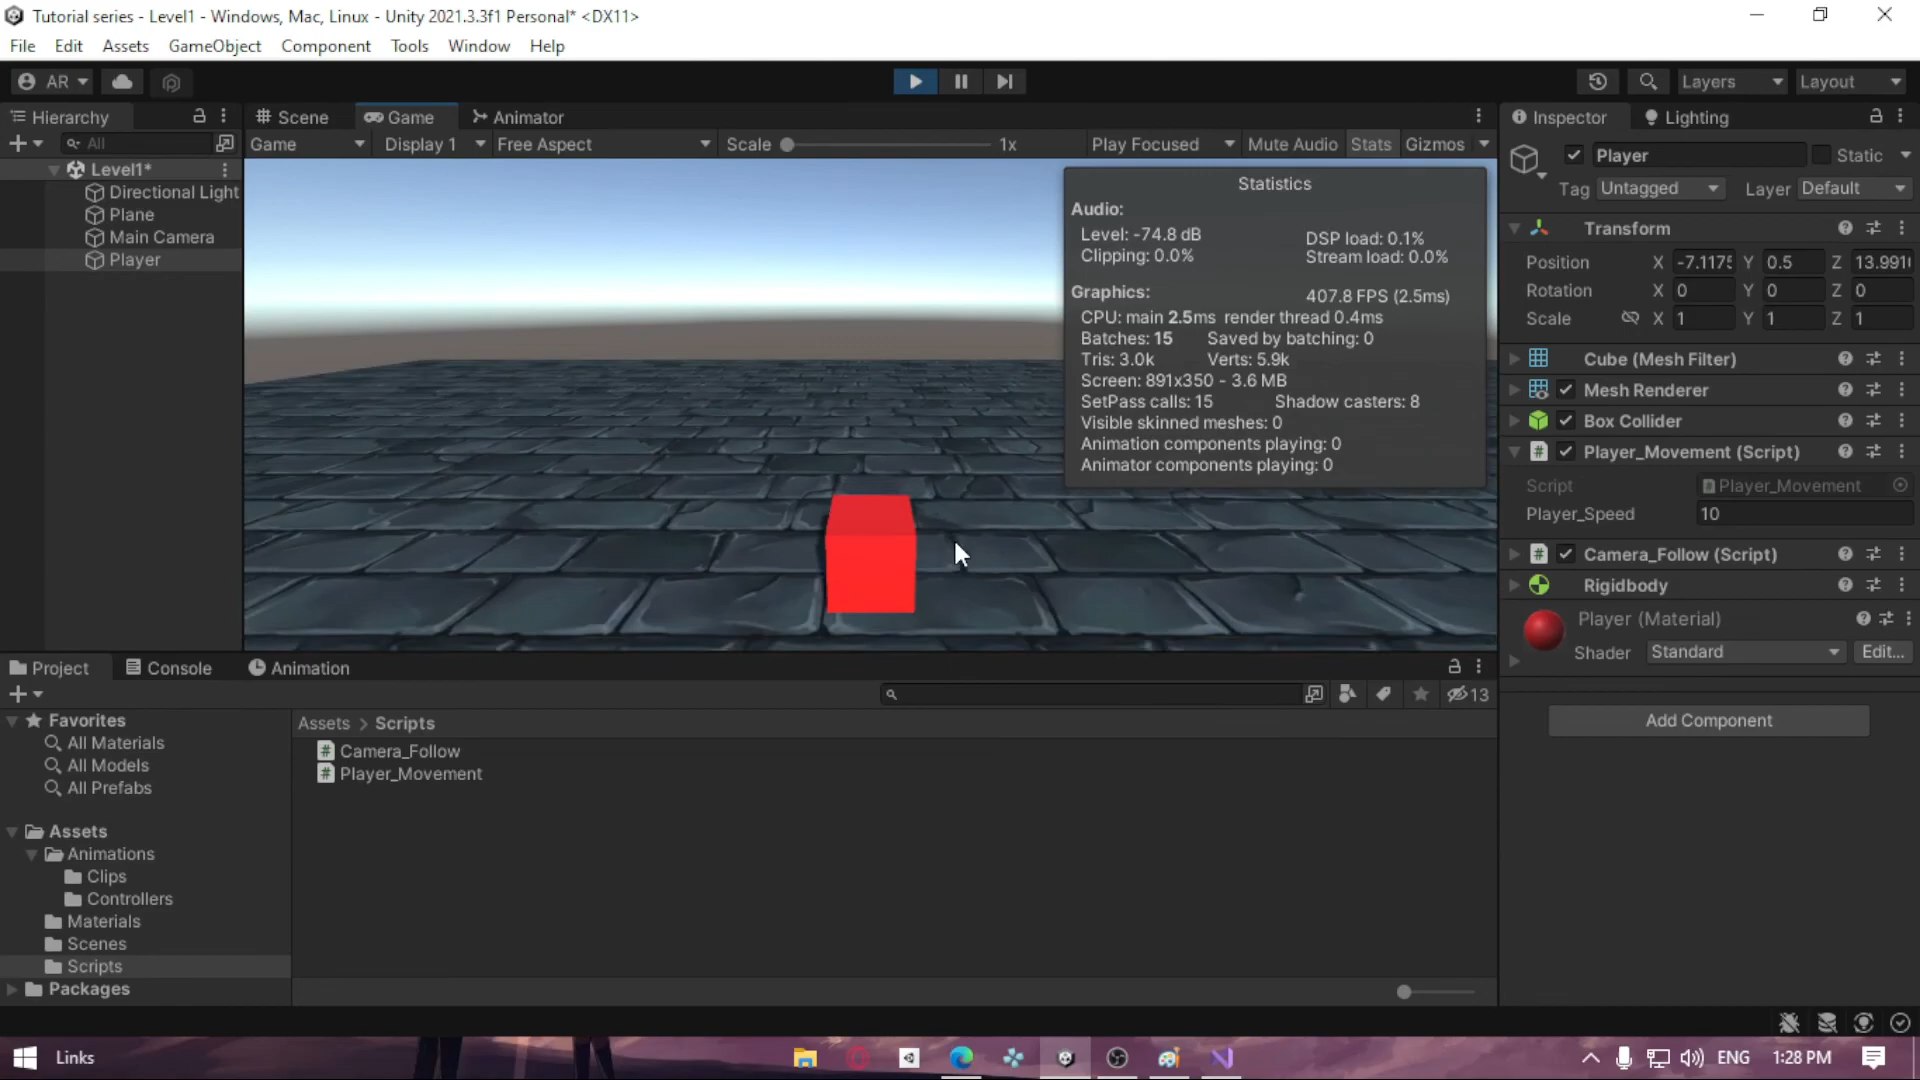 Tutorial series - Level1 - Windows, Mac, Linux - Unity 2021.3.3f1 Personal* <DX11>
File Edit Assets GameObject Component Tools Window Help
AR
Layers Layout
Hierarchy
Scene Game Animator
Inspector Lighting
All
Game Display 1 Free Aspect Scale 1x Play Focused Mute Audio Stats Gizmos
Level1*
Directional Light
Plane
Main Camera
Player
Statistics
Audio:
Level: -74.8 dB DSP load: 0.1%
Clipping: 0.0% Stream load: 0.0%
Graphics: 407.8 FPS (2.5ms)
CPU: main 2.5ms render thread 0.4ms
Batches: 15 Saved by batching: 0
Tris: 3.0k Verts: 5.9k
Screen: 891x350 - 3.6 MB
SetPass calls: 15 Shadow casters: 8
Visible skinned meshes: 0
Animation components playing: 0
Animator components playing: 0
Player Static
Tag Untagged Layer Default
Transform
Position X -7.1175 Y 0.5 Z 13.991
Rotation X 0 Y 0 Z 0
Scale X 1 Y 1 Z 1
Cube (Mesh Filter)
Mesh Renderer
Box Collider
Player_Movement (Script)
Script Player_Movement
Player_Speed 10
Camera_Follow (Script)
Rigidbody
Player (Material)
Shader Standard Edit...
Add Component
Project Console Animation
13
Favorites
All Materials
All Models
All Prefabs
Assets
Animations
Clips
Controllers
Materials
Scenes
Scripts
Packages
Assets > Scripts
Camera_Follow
Player_Movement
Links
ENG 1:28 PM